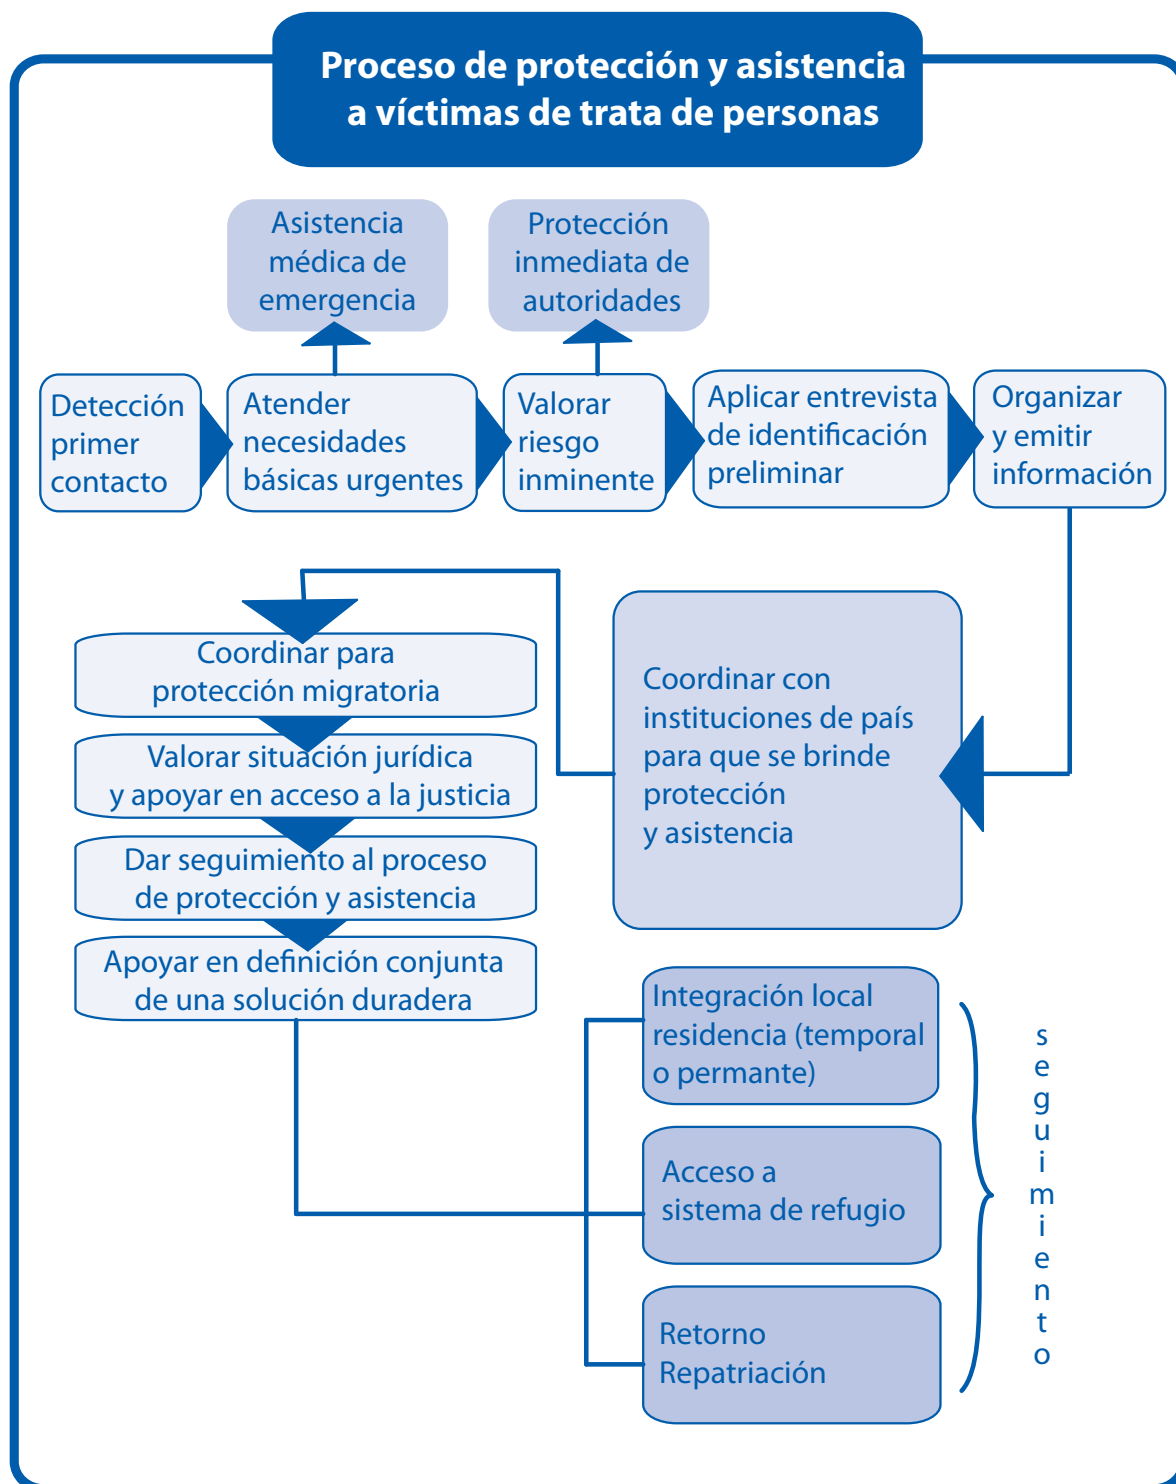 Proceso de protección y asistencia
a víctimas de trata de personas
Asistencia
médica de
emergencia
Protección
inmediata de
autoridades
Detección
primer
contacto
Atender
necesidades
básicas urgentes
Valorar
riesgo
inminente
Aplicar entrevista
de identificación
preliminar
Organizar
y emitir
información
Coordinar con
instituciones de país
para que se brinde
protección
y asistencia
Coordinar para
protección migratoria
Valorar situación jurídica
y apoyar en acceso a la justicia
Dar seguimiento al proceso
de protección y asistencia
Apoyar en definición conjunta
de una solución duradera
Integración local
residencia (temporal
o permante)
Acceso a
sistema de refugio
Retorno
Repatriación
seguimiento